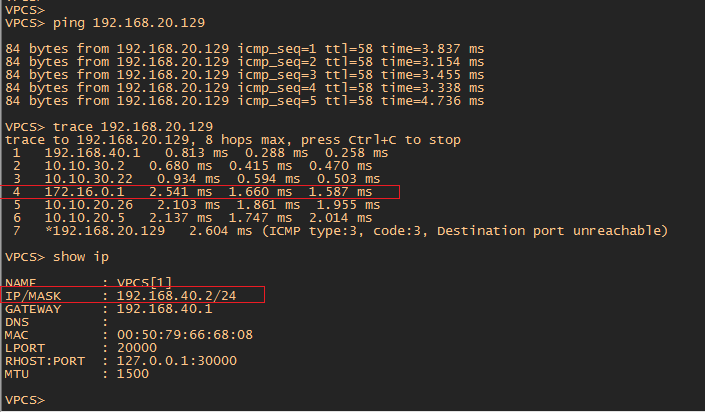 VPCS>
VPCS> ping 192.168.20.129
84 bytes from 192.168.20.129 icmp_seq=1 ttl=58 time=3.837 ms
84 bytes from 192.168.20.129 icmp_seq=2 ttl=58 time=3.154 ms
84 bytes from 192.168.20.129 icmp_seq=3 ttl=58 time=3.455 ms
84 bytes from 192.168.20.129 icmp_seq=4 ttl=58 time=3.338 ms
84 bytes from 192.168.20.129 icmp_seq=5 ttl=58 time=4.736 ms
VPCS> trace 192.168.20.129
trace to 192.168.20.129, 8 hops max, press Ctrl+C to stop
1 192.168.40.1 0.813 ms 0.288 ms 0.258 ms
2 10.10.30.2 0.680 ms 0.415 ms 0.470 ms
3 10.10.30.22 0.934 ms 0.594 ms 0.503 ms
4 172.16.0.1 2.541 ms 1.660 ms 1.587 ms
5 10.10.20.26 2.103 ms 1.861 ms 1.955 ms
6 10.10.20.5 2.137 ms 1.747 ms 2.014 ms
7 *192.168.20.129 2.604 ms (ICMP type:3, code:3, Destination port unreachable)
VPCS> show ip
NAME : VPCS[1]
IP/MASK : 192.168.40.2/24
GATEWAY : 192.168.40.1
DNS :
MAC : 00:50:79:66:68:08
LPORT : 20000
RHOST:PORT : 127.0.0.1:30000
MTU : 1500
VPCS>